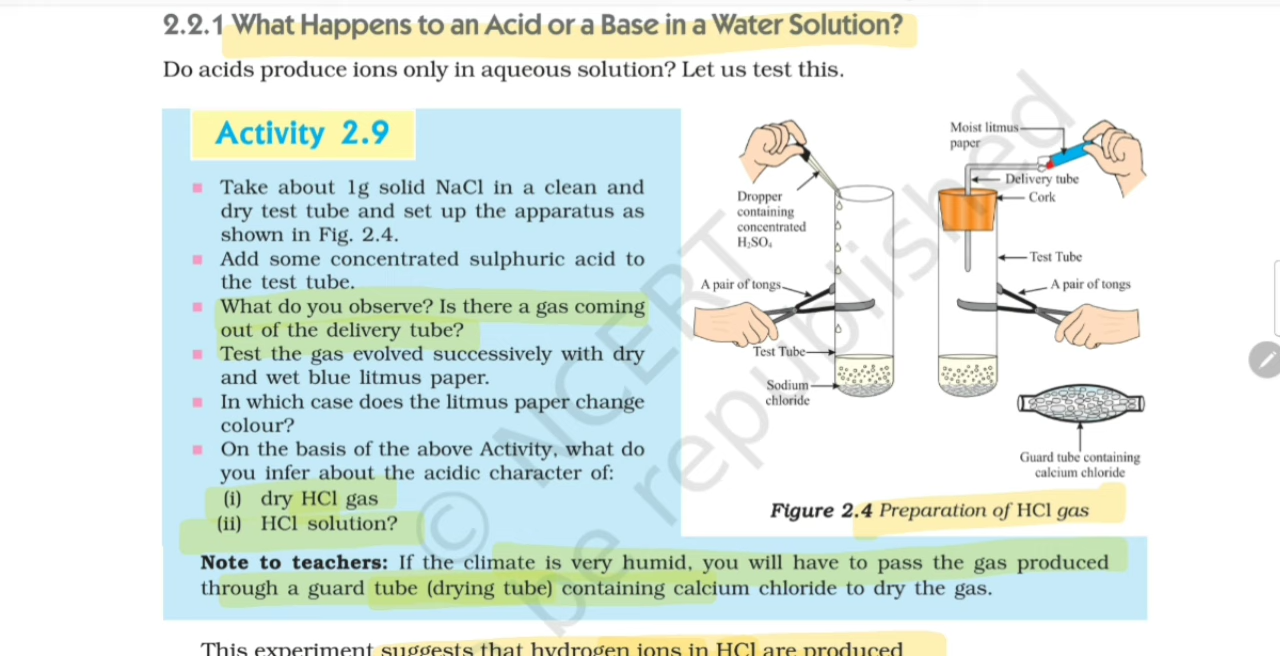 2.2.1 What Happens to an Acid or a Base in a Water Solution?
Do acids produce ions only in aqueous solution? Let us test this.
Activity 2.9
Take about 1g solid NaCl in a clean and
dry test tube and set up the apparatus as
shown in Fig. 2.4.
Add some concentrated sulphuric acid to
the test tube.
What do you observe? Is there a gas coming
out of the delivery tube?
Test the gas evolved successively with dry
and wet blue litmus paper.
In which case does the litmus paper change
colour?
On the basis of the above Activity, what do
you infer about the acidic character of:
(i) dry HCl gas
(ii) HCl solution?
Dropper
containing
concentrated
H₂SO₄
A pair of tongs
Test Tube
Sodium
chloride
Moist litmus
paper
Delivery tube
Cork
Test Tube
A pair of tongs
Guard tube containing
calcium chloride
Figure 2.4 Preparation of HCl gas
Note to teachers: If the climate is very humid, you will have to pass the gas produced
through a guard tube (drying tube) containing calcium chloride to dry the gas.
This experiment suggests that hydrogen ions in HCl are produced
© NCERT
be republished